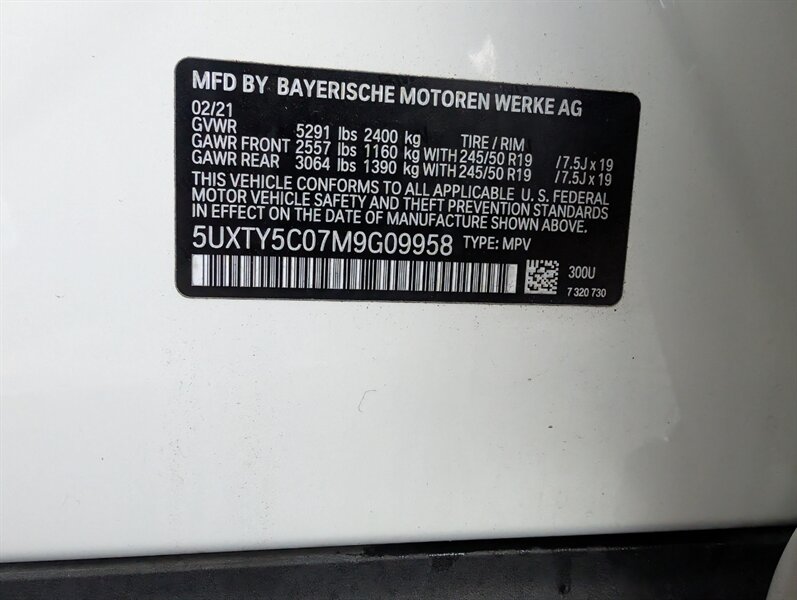 MFD BY BAYERISCHE MOTOREN WERKE AG
02/21
GVWR 5291 lbs 2400 kg TIRE / RIM
GAWR FRONT 2557 lbs 1160 kg WITH 245/50 R19 /7.5J x 19
GAWR REAR 3064 lbs 1390 kg WITH 245/50 R19 /7.5J x 19
THIS VEHICLE CONFORMS TO ALL APPLICABLE U. S. FEDERAL
MOTOR VEHICLE SAFETY AND THEFT PREVENTION STANDARDS
IN EFFECT ON THE DATE OF MANUFACTURE SHOWN ABOVE.
5UXTY5C07M9G09958 TYPE: MPV
300U
7 320 730